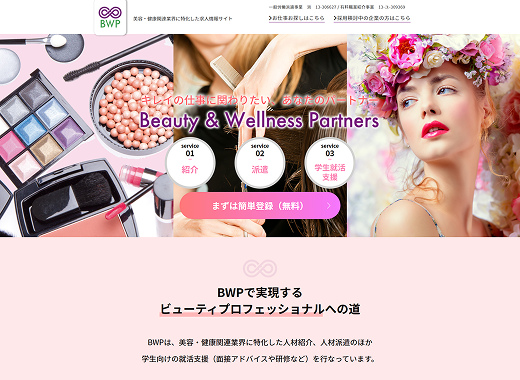 BWP
美容・健康関連業界に特化した求人情報サイト
一般労働派遣事業 派 13-305627 / 有料職業紹介事業 13-ユ-309369
お仕事お探しはこちら
採用検討中の企業の方はこちら
キレイの仕事に関わりたい、あなたのパートナー
Beauty & Wellness Partners
service
01
紹介
service
02
派遣
service
03
学生就活
支援
まずは簡単登録（無料）
BWPで実現する
ビューティプロフェッショナルへの道
BWPは、美容・健康関連業界に特化した人材紹介、人材派遣のほか
学生向けの就活支援（面接アドバイスや研修など）を行なっています。